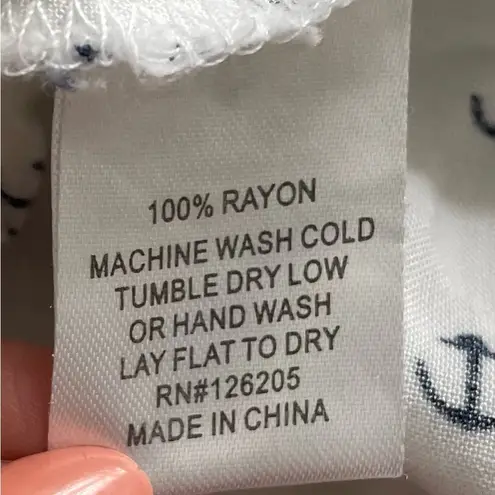 100% RAYON
MACHINE WASH COLD
TUMBLE DRY LOW
OR HAND WASH
LAY FLAT TO DRY
RN#126205
MADE IN CHINA